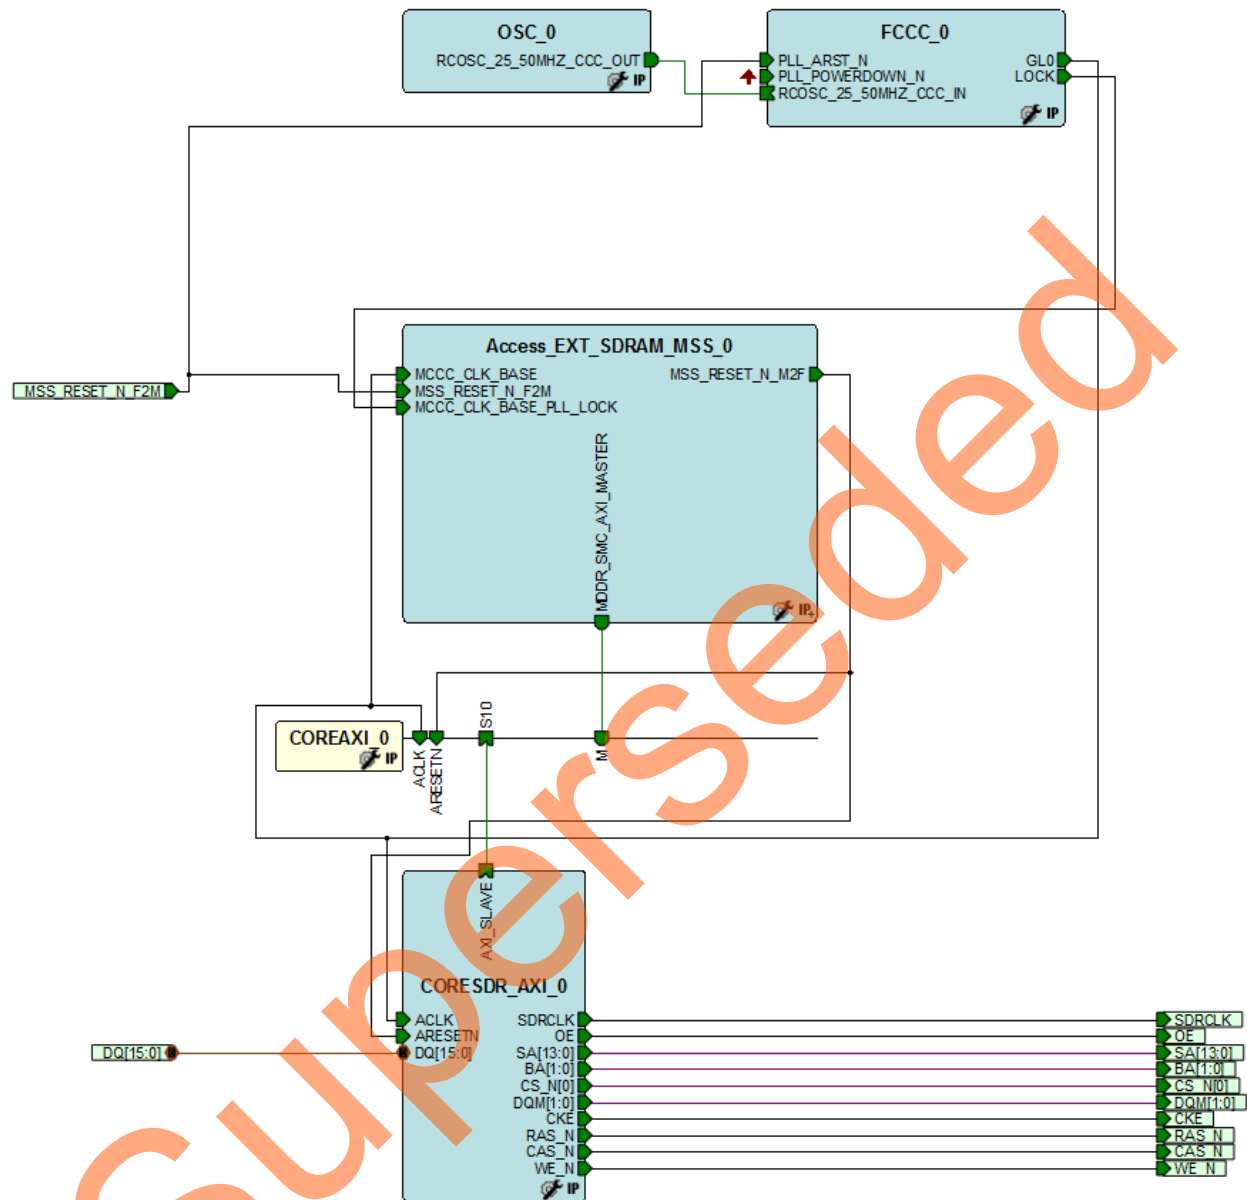 OSC_0
RCOSC_25_50MHZ_CCC_OUT
IP
FCCC_0
PLL_ARST_N
PLL_POWERDOWN_N
RCOSC_25_50MHZ_CCC_IN
GL0
LOCK
IP
MSS_RESET_N_F2M
Access_EXT_SDRAM_MSS_0
MCCC_CLK_BASE
MSS_RESET_N_F2M
MCCC_CLK_BASE_PLL_LOCK
MSS_RESET_N_M2F
MDDR_SMC_AXI_MASTER
IP+
COREAXI_0
IP
ACLK
ARESETN
S10
M
AXI_SLAVE
CORESDR_AXI_0
ACLK
ARESETN
DQ[15:0]
SDRCLK
OE
SA[13:0]
BA[1:0]
CS_N[0]
DQM[1:0]
CKE
RAS_N
CAS_N
WE_N
IP
DQ[15:0]
SDRCLK
OE
SA[13:0]
BA[1:0]
CS_N[0]
DQM[1:0]
CKE
RAS_N
CAS_N
WE_N
Superseded